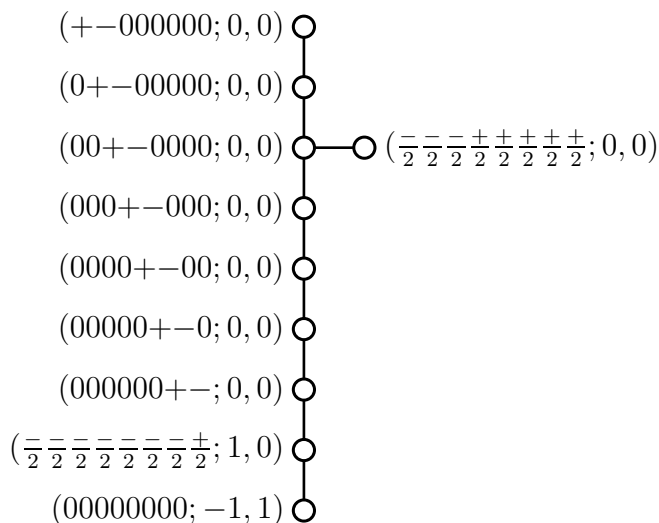 (+−000000; 0, 0)
(0+−00000; 0, 0)
(00+−0000; 0, 0) (−/2 −/2 −/2 +/2 +/2 +/2 +/2 +/2; 0, 0)
(000+−000; 0, 0)
(0000+−00; 0, 0)
(00000+−0; 0, 0)
(000000+−; 0, 0)
(−/2 −/2 −/2 −/2 −/2 −/2 −/2 +/2; 1, 0)
(00000000; −1, 1)